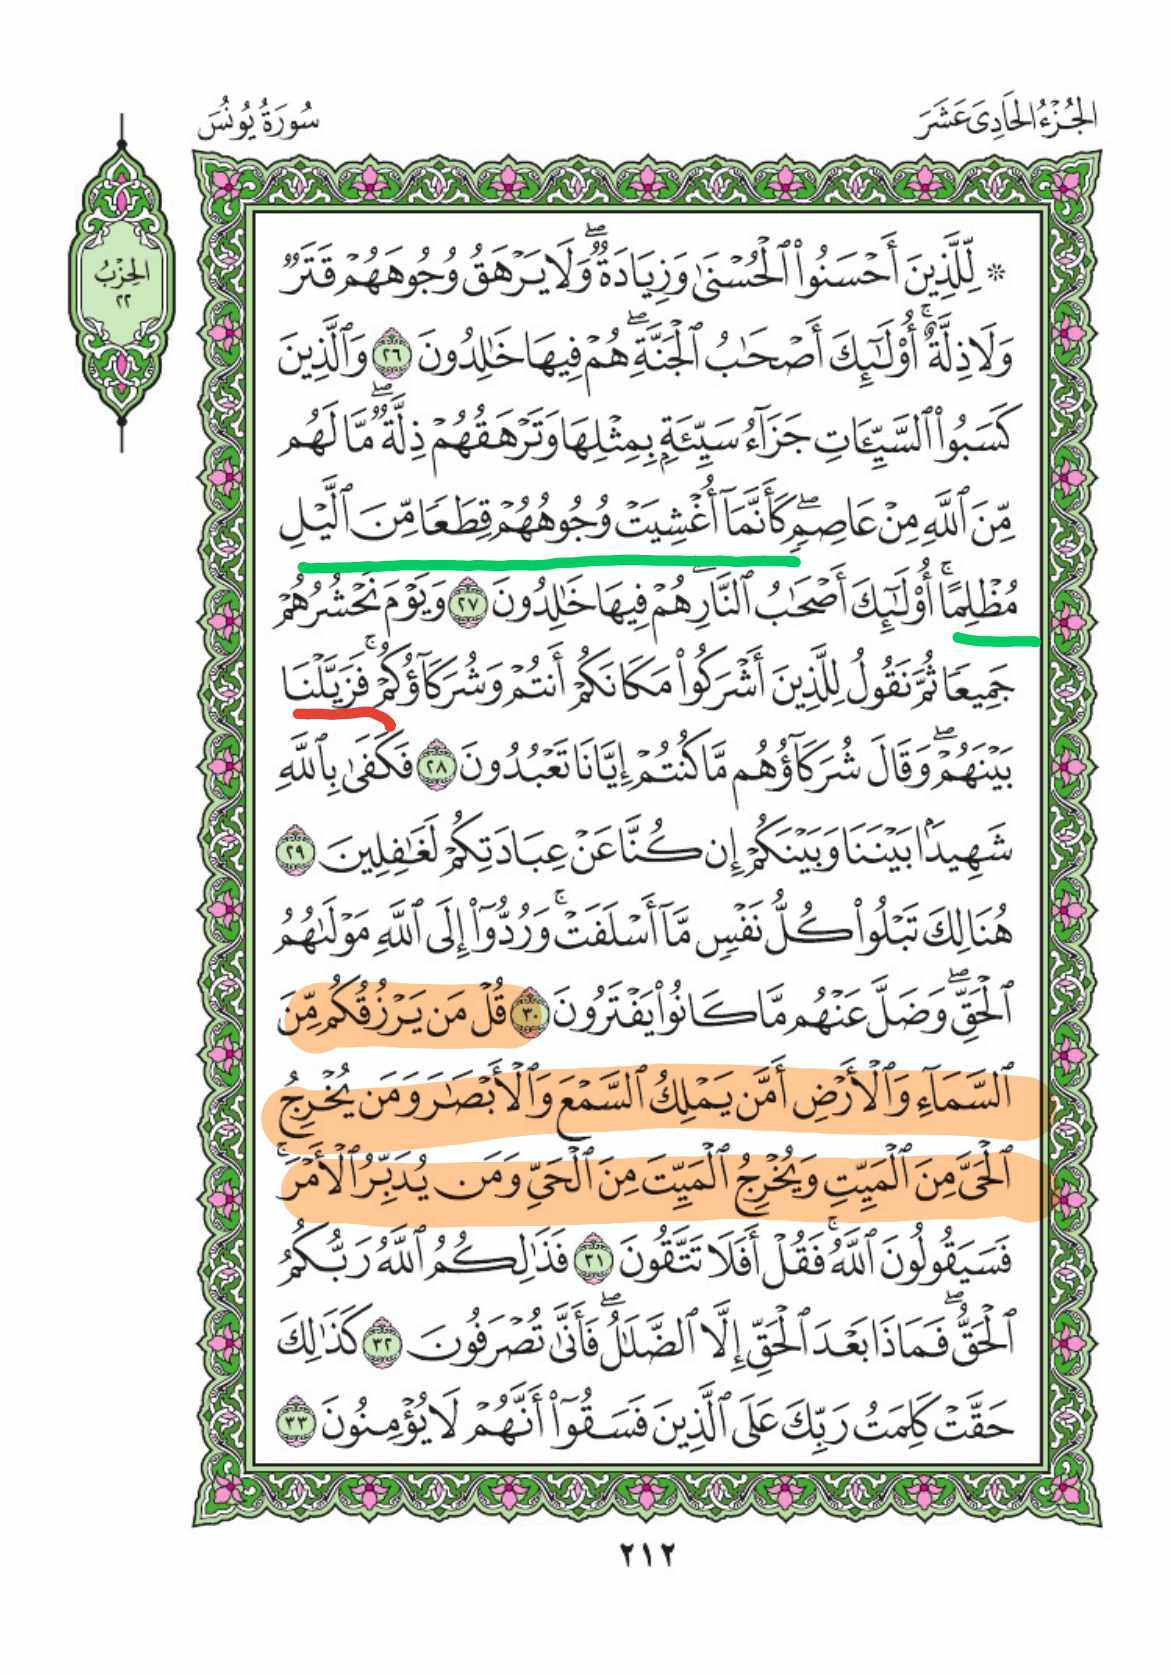 الجُزْءُ الحَادِىَ عَشَرَ
سُورَةُ يُونُسَ
الحِزْبُ
٢٢
۞ لِّلَّذِينَ أَحْسَنُوا۟ ٱلْحُسْنَىٰ وَزِيَادَةٌۭ ۖ وَلَا يَرْهَقُ وُجُوهَهُمْ قَتَرٌۭ
وَلَا ذِلَّةٌ ۚ أُو۟لَـٰٓئِكَ أَصْحَـٰبُ ٱلْجَنَّةِ ۖ هُمْ فِيهَا خَـٰلِدُونَ ٢٦ وَٱلَّذِينَ
كَسَبُوا۟ ٱلسَّيِّـَٔاتِ جَزَآءُ سَيِّئَةٍۭ بِمِثْلِهَا وَتَرْهَقُهُمْ ذِلَّةٌۭ ۖ مَّا لَهُم
مِّنَ ٱللَّهِ مِنْ عَاصِمٍۢ ۖ كَأَنَّمَآ أُغْشِيَتْ وُجُوهُهُمْ قِطَعًۭا مِّنَ ٱلَّيْلِ
مُظْلِمًا ۚ أُو۟لَـٰٓئِكَ أَصْحَـٰبُ ٱلنَّارِ ۖ هُمْ فِيهَا خَـٰلِدُونَ ٢٧ وَيَوْمَ نَحْشُرُهُمْ
جَمِيعًۭا ثُمَّ نَقُولُ لِلَّذِينَ أَشْرَكُوا۟ مَكَانَكُمْ أَنتُمْ وَشُرَكَآؤُكُمْ ۚ فَزَيَّلْنَا
بَيْنَهُمْ ۖ وَقَالَ شُرَكَآؤُهُم مَّا كُنتُمْ إِيَّانَا تَعْبُدُونَ ٢٨ فَكَفَىٰ بِٱللَّهِ
شَهِيدًۢا بَيْنَنَا وَبَيْنَكُمْ إِن كُنَّا عَنْ عِبَادَتِكُمْ لَغَـٰفِلِينَ ٢٩
هُنَالِكَ تَبْلُوا۟ كُلُّ نَفْسٍۢ مَّآ أَسْلَفَتْ ۚ وَرُدُّوٓا۟ إِلَى ٱللَّهِ مَوْلَىٰهُمُ
ٱلْحَقِّ ۖ وَضَلَّ عَنْهُم مَّا كَانُوا۟ يَفْتَرُونَ ٣٠ قُلْ مَن يَرْزُقُكُم مِّنَ
ٱلسَّمَآءِ وَٱلْأَرْضِ أَمَّن يَمْلِكُ ٱلسَّمْعَ وَٱلْأَبْصَـٰرَ وَمَن يُخْرِجُ
ٱلْحَىَّ مِنَ ٱلْمَيِّتِ وَيُخْرِجُ ٱلْمَيِّتَ مِنَ ٱلْحَىِّ وَمَن يُدَبِّرُ ٱلْأَمْرَ ۚ
فَسَيَقُولُونَ ٱللَّهُ ۚ فَقُلْ أَفَلَا تَتَّقُونَ ٣١ فَذَٰلِكُمُ ٱللَّهُ رَبُّكُمُ
ٱلْحَقُّ ۖ فَمَاذَا بَعْدَ ٱلْحَقِّ إِلَّا ٱلضَّلَـٰلُ ۖ فَأَنَّىٰ تُصْرَفُونَ ٣٢ كَذَٰلِكَ
حَقَّتْ كَلِمَتُ رَبِّكَ عَلَى ٱلَّذِينَ فَسَقُوٓا۟ أَنَّهُمْ لَا يُؤْمِنُونَ ٣٣
٢١٢